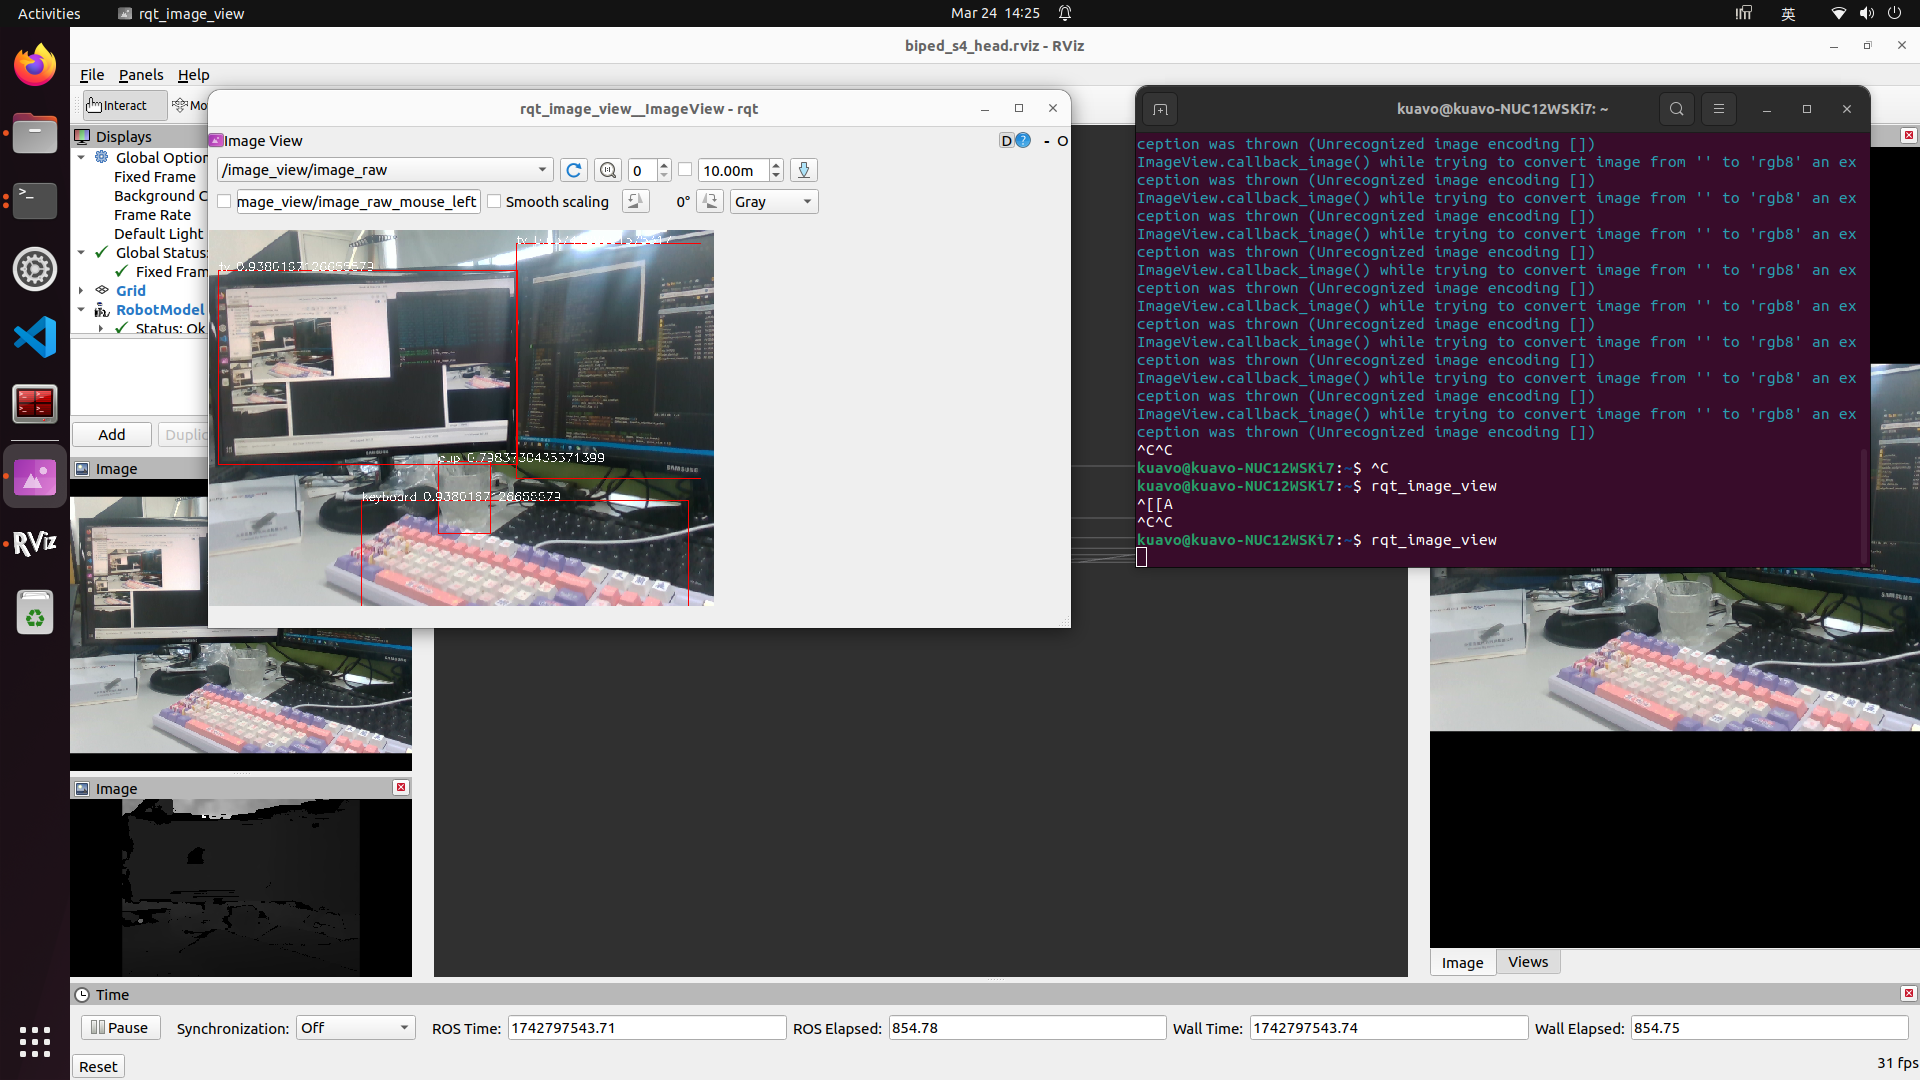 Activities
rqt_image_view
Mar 24 14:25
英
biped_s4_head.rviz - RViz
File Panels Help
Interact
Mo
Displays
Global Option
Fixed Frame
Background C
Frame Rate
Default Light
Global Status:
Fixed Fram
Grid
RobotModel
Status: Ok
Add
Duplic
Image
Image
rqt_image_view__ImageView - rqt
Image View
D
- O
/image_view/image_raw
0
10.00m
mage_view/image_raw_mouse_left
Smooth scaling
0°
Gray
SAMSUNG
kuavo@kuavo-NUC12WSKi7: ~
ception was thrown (Unrecognized image encoding [])
ImageView.callback_image() while trying to convert image from '' to 'rgb8' an ex
ception was thrown (Unrecognized image encoding [])
ImageView.callback_image() while trying to convert image from '' to 'rgb8' an ex
ception was thrown (Unrecognized image encoding [])
ImageView.callback_image() while trying to convert image from '' to 'rgb8' an ex
ception was thrown (Unrecognized image encoding [])
ImageView.callback_image() while trying to convert image from '' to 'rgb8' an ex
ception was thrown (Unrecognized image encoding [])
ImageView.callback_image() while trying to convert image from '' to 'rgb8' an ex
ception was thrown (Unrecognized image encoding [])
ImageView.callback_image() while trying to convert image from '' to 'rgb8' an ex
ception was thrown (Unrecognized image encoding [])
ImageView.callback_image() while trying to convert image from '' to 'rgb8' an ex
ception was thrown (Unrecognized image encoding [])
ImageView.callback_image() while trying to convert image from '' to 'rgb8' an ex
ception was thrown (Unrecognized image encoding [])
^C^C
kuavo@kuavo-NUC12WSKi7:~$ ^C
kuavo@kuavo-NUC12WSKi7:~$ rqt_image_view
^[[A
^C^C
kuavo@kuavo-NUC12WSKi7:~$ rqt_image_view
RViz
Image
Views
Time
Pause
Synchronization:
Off
ROS Time:
1742797543.71
ROS Elapsed:
854.78
Wall Time:
1742797543.74
Wall Elapsed:
854.75
Reset
31 fps